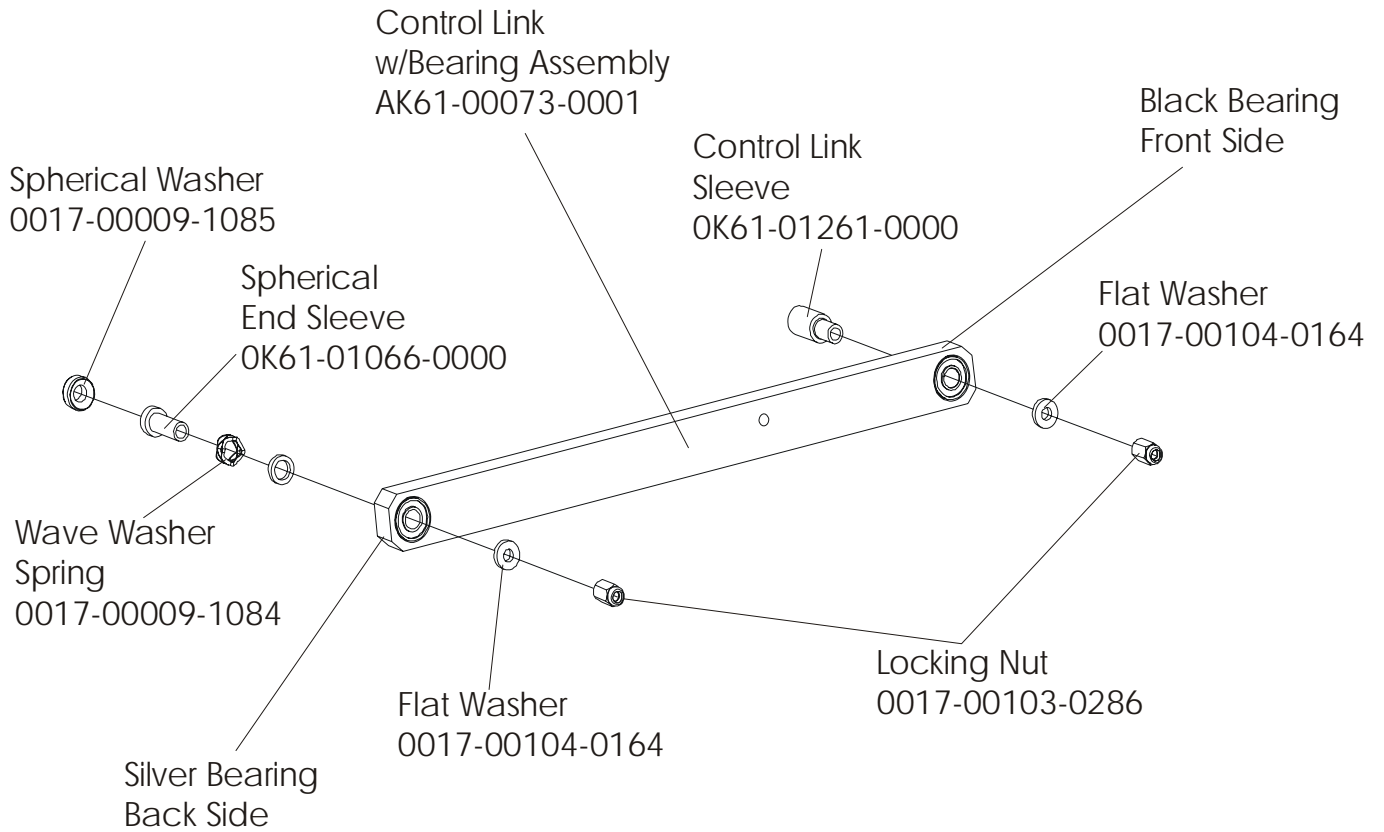 Control Link
w/Bearing Assembly
AK61-00073-0001
Black Bearing
Front Side
Control Link
Sleeve
0K61-01261-0000
Spherical Washer
0017-00009-1085
Spherical
End Sleeve
0K61-01066-0000
Flat Washer
0017-00104-0164
Wave Washer
Spring
0017-00009-1084
Locking Nut
0017-00103-0286
Flat Washer
0017-00104-0164
Silver Bearing
Back Side